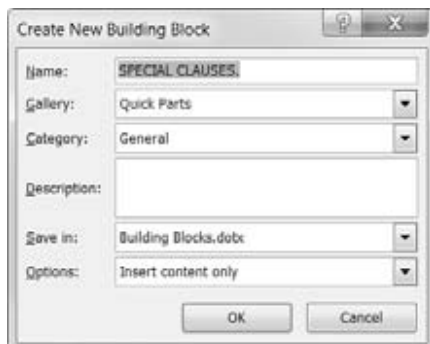 Create New Building Block
Name: SPECIAL CLAUSES.
Gallery: Quick Parts
Category: General
Description:
Save in: Building Blocks.dotx
Options: Insert content only
OK Cancel